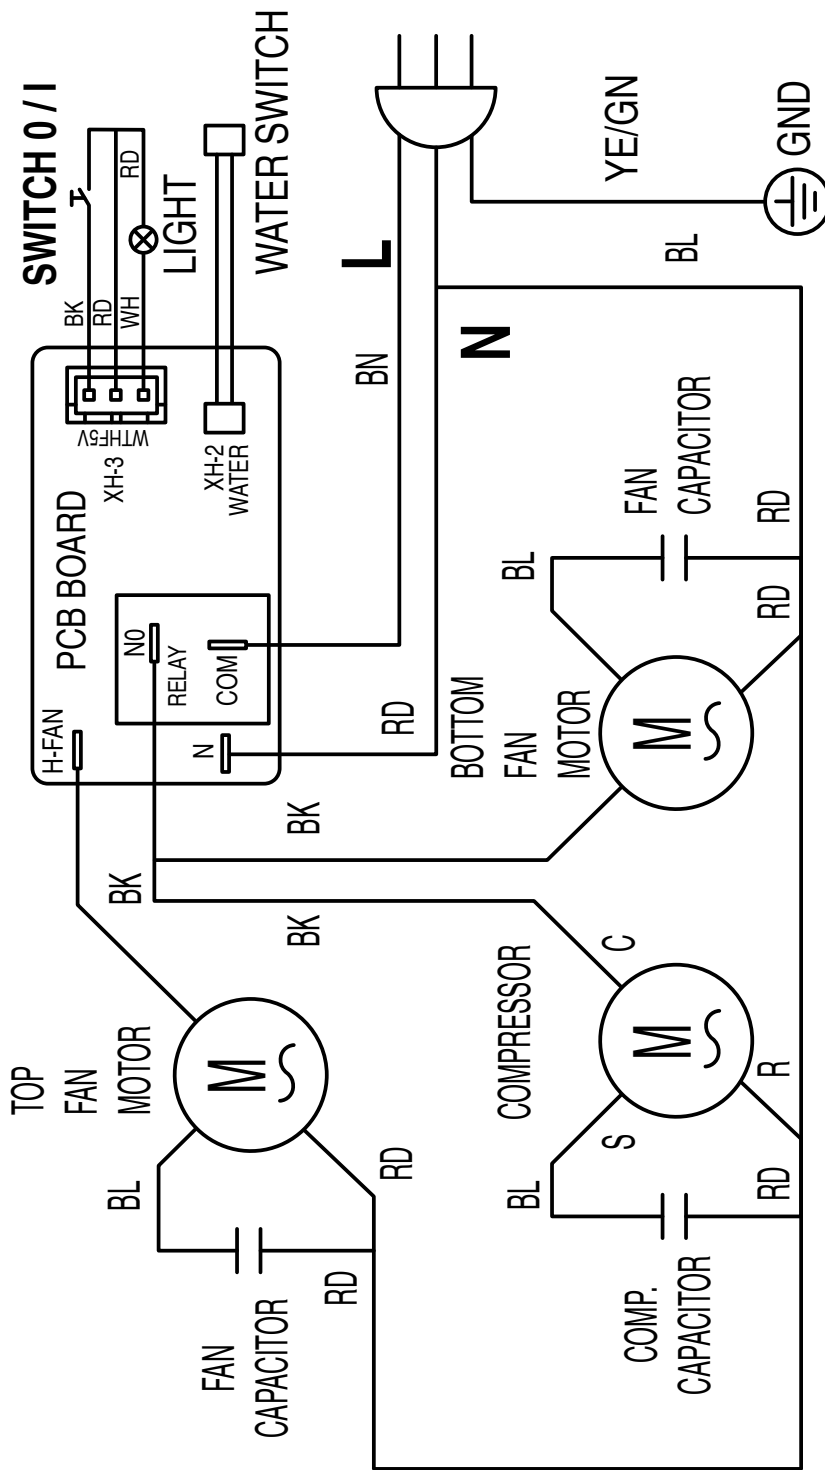 SWITCH 0 / I
BK
RD
WH
RD
LIGHT
WATER SWITCH
WTHF5V
XH-3
XH-2
WATER
PCB BOARD
H-FAN
N0
RELAY
COM
N
L
BN
N
YE/GN
GND
BL
RD
BK
BK
BK
TOP
FAN
MOTOR
M
BL
RD
RD
FAN
CAPACITOR
BOTTOM
FAN
MOTOR
M
BL
RD
RD
FAN
CAPACITOR
COMPRESSOR
C
M
S
R
BL
RD
COMP.
CAPACITOR